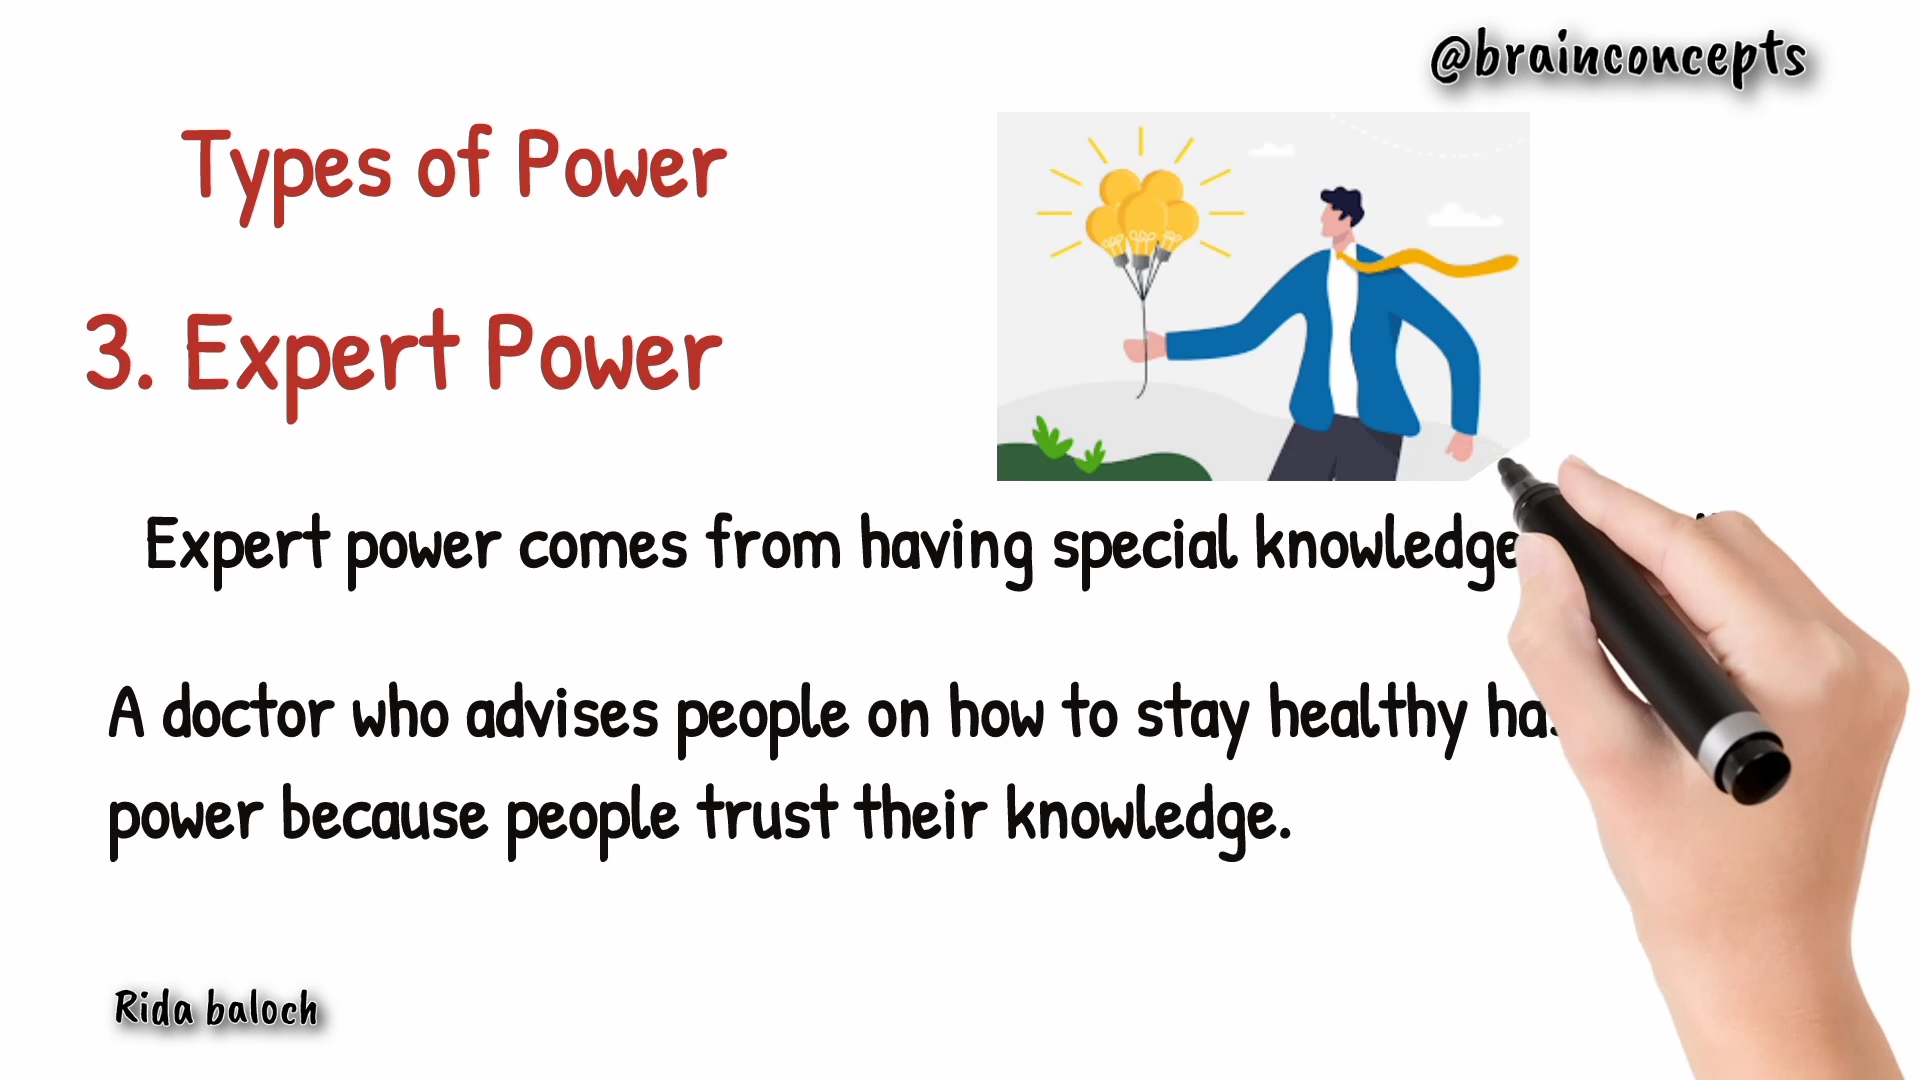 @brainconcepts
Types of Power
3. Expert Power
Expert power comes from having special knowledge
A doctor who advises people on how to stay healthy
power because people trust their knowledge.
Rida baloch